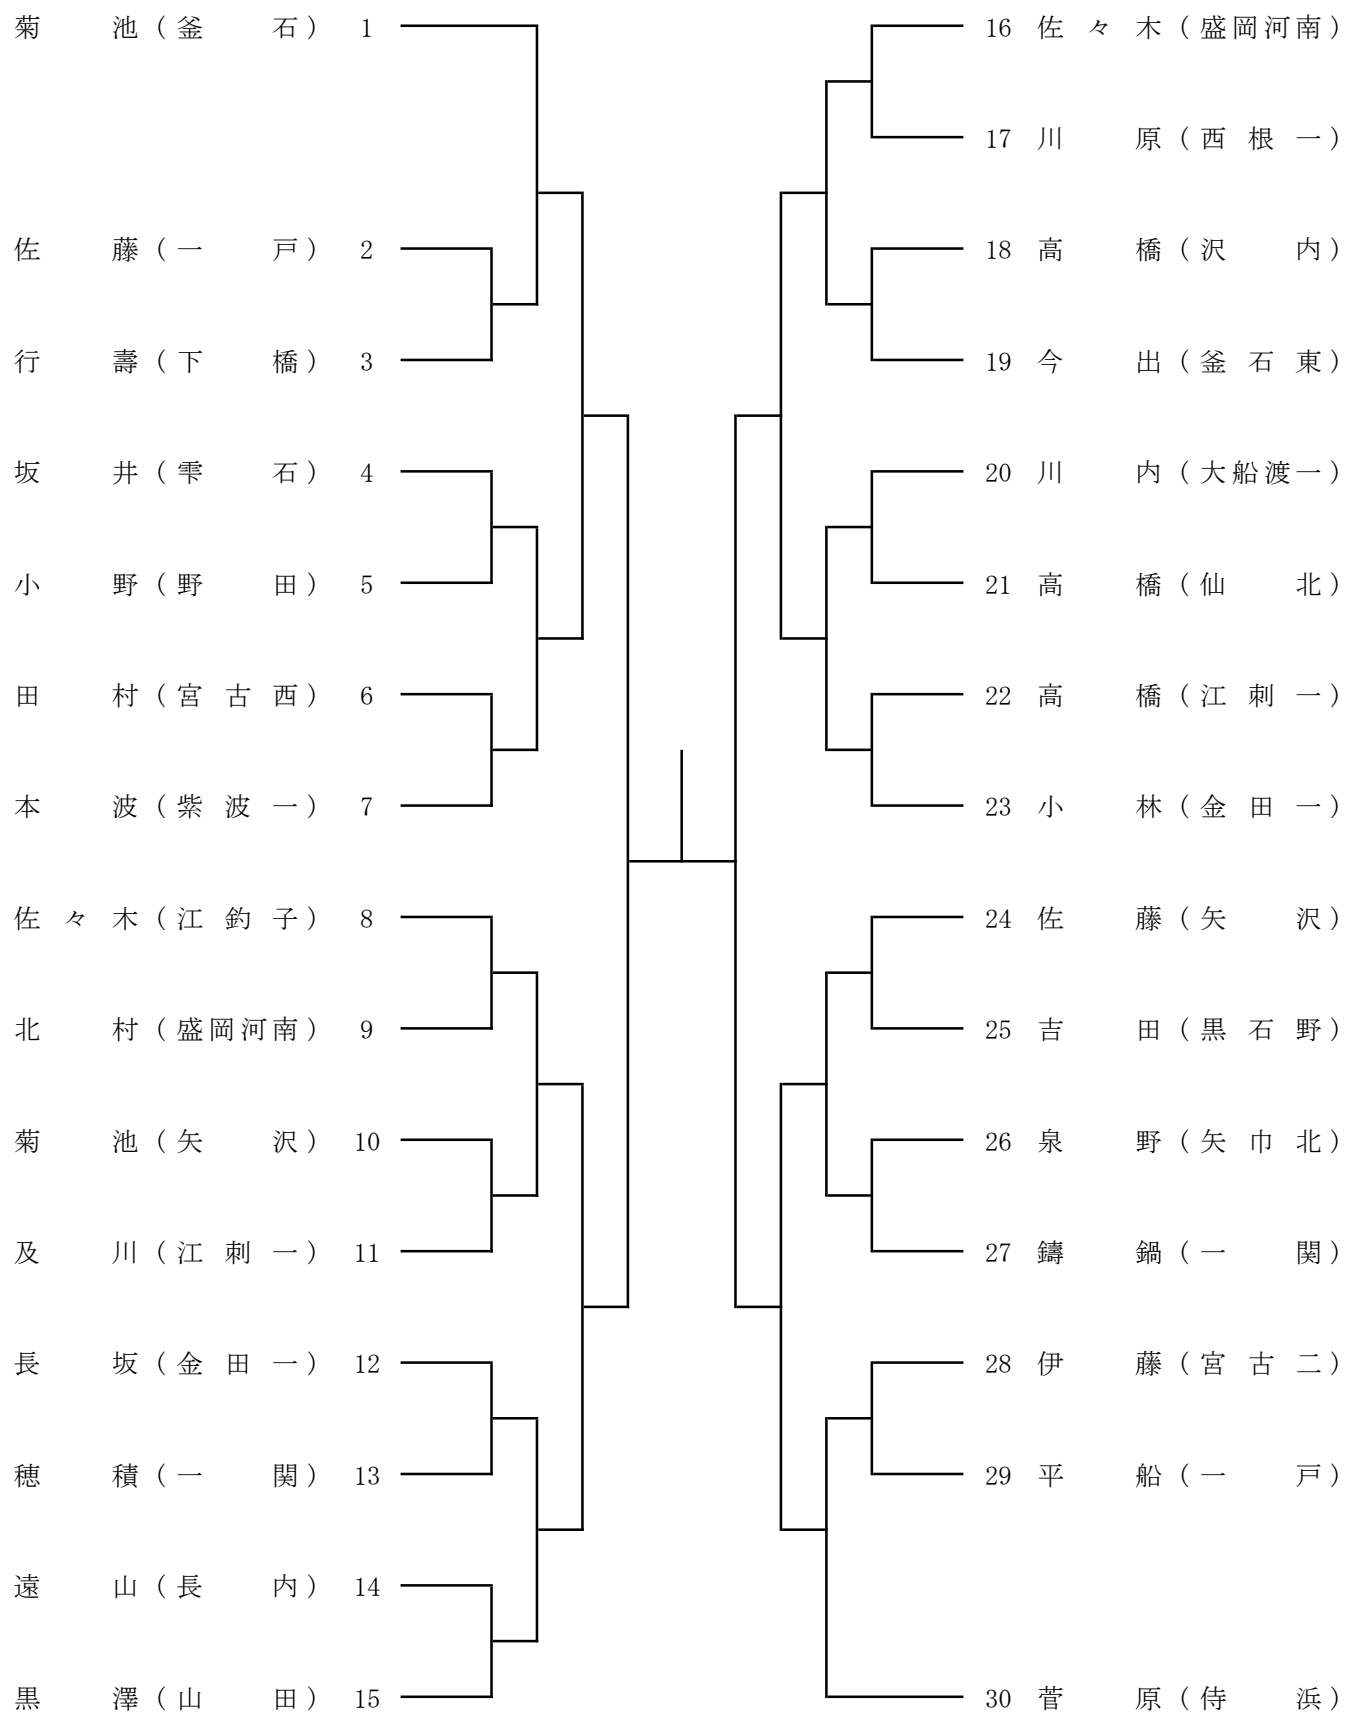 菊池（釜石） 1
佐藤（一戸） 2
行壽（下橋） 3
坂井（雫石） 4
小野（野田） 5
田村（宮古西） 6
本波（紫波一） 7
佐々木（江釣子） 8
北村（盛岡河南） 9
菊池（矢沢） 10
及川（江刺一） 11
長坂（金田一） 12
穂積（一関） 13
遠山（長内） 14
黒澤（山田） 15
16 佐々木（盛岡河南）
17 川原（西根一）
18 高橋（沢内）
19 今出（釜石東）
20 川内（大船渡一）
21 高橋（仙北）
22 高橋（江刺一）
23 小林（金田一）
24 佐藤（矢沢）
25 吉田（黒石野）
26 泉野（矢巾北）
27 鑄鍋（一関）
28 伊藤（宮古二）
29 平船（一戸）
30 菅原（侍浜）